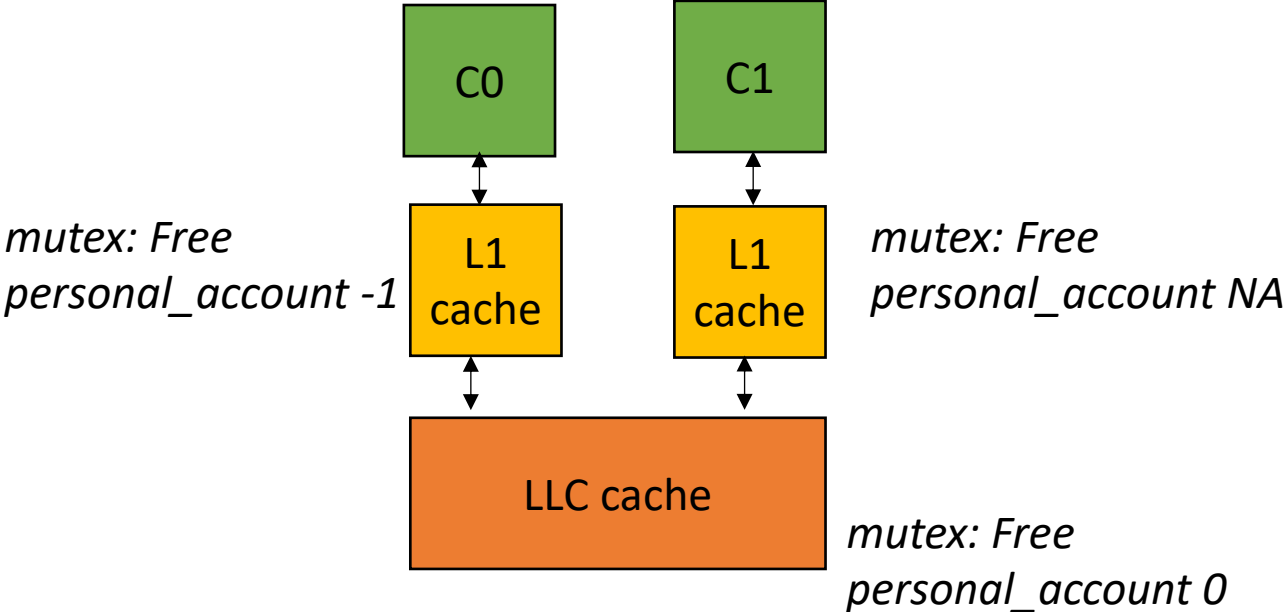 C0
C1
mutex: Free
personal_account -1
L1
cache
L1
cache
mutex: Free
personal_account NA
LLC cache
mutex: Free
personal_account 0